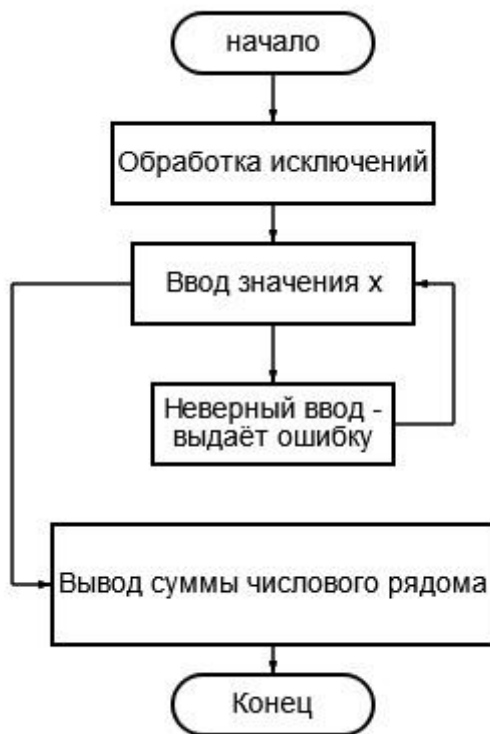 начало
Обработка исключений
Ввод значения x
Неверный ввод -
выдаёт ошибку
Вывод суммы числового рядома
Конец